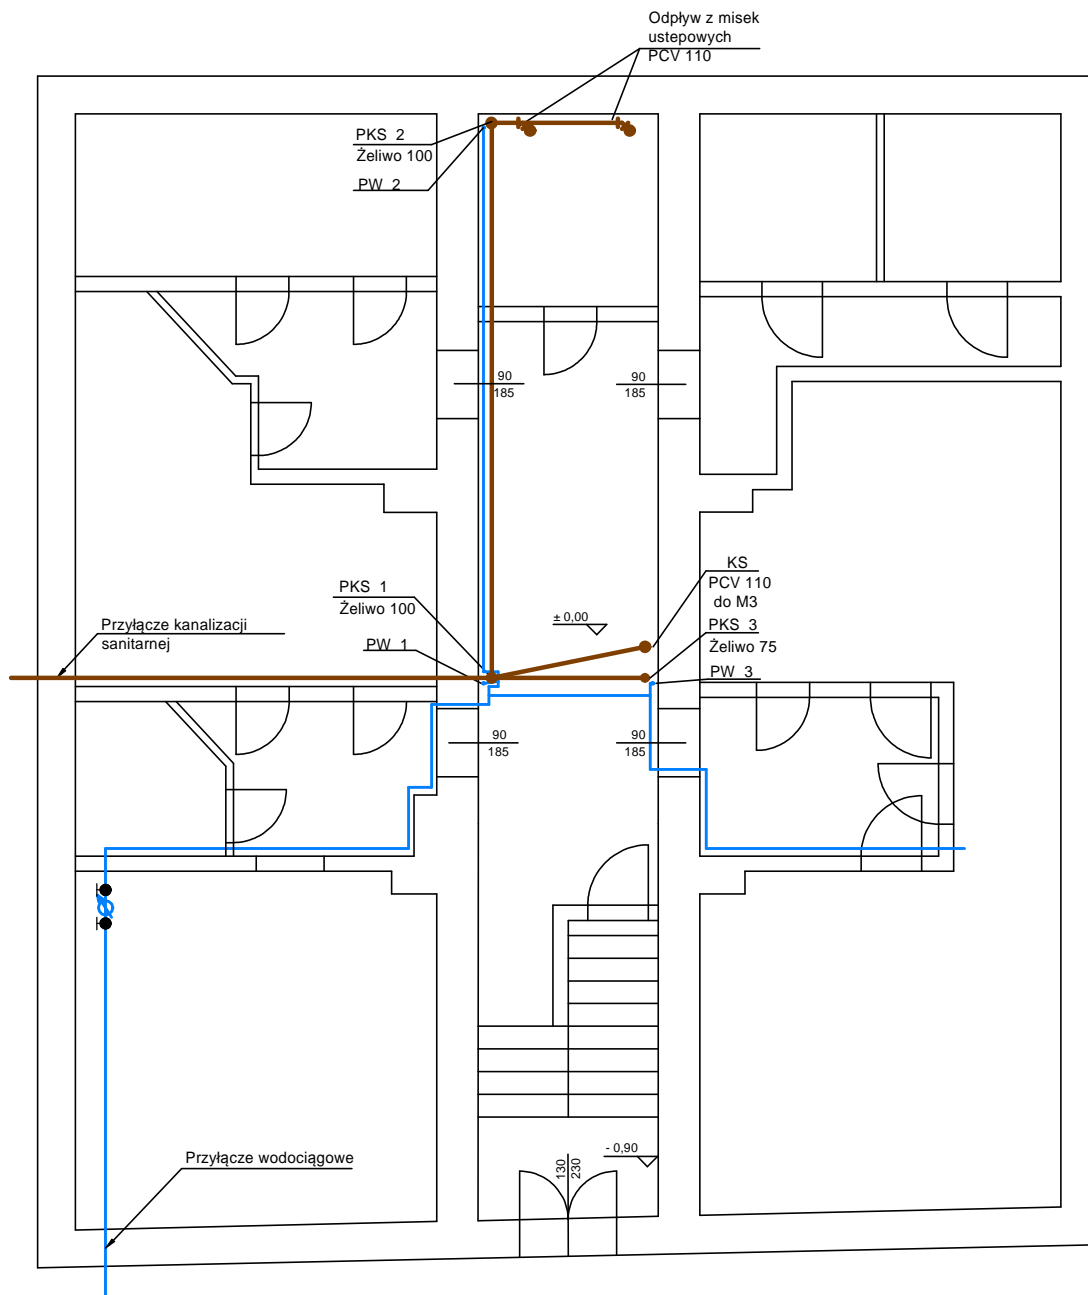 Odpływ z misek
ustepowych
PCV 110
PKS 2
Żeliwo 100
PW 2
90
185
90
185
KS
PCV 110
do M3
PKS 1
Żeliwo 100
± 0,00
PKS 3
Żeliwo 75
Przyłącze kanalizacji
sanitarnej
PW 1
PW 3
90
185
90
185
- 0,90
130
230
Przyłącze wodociągowe